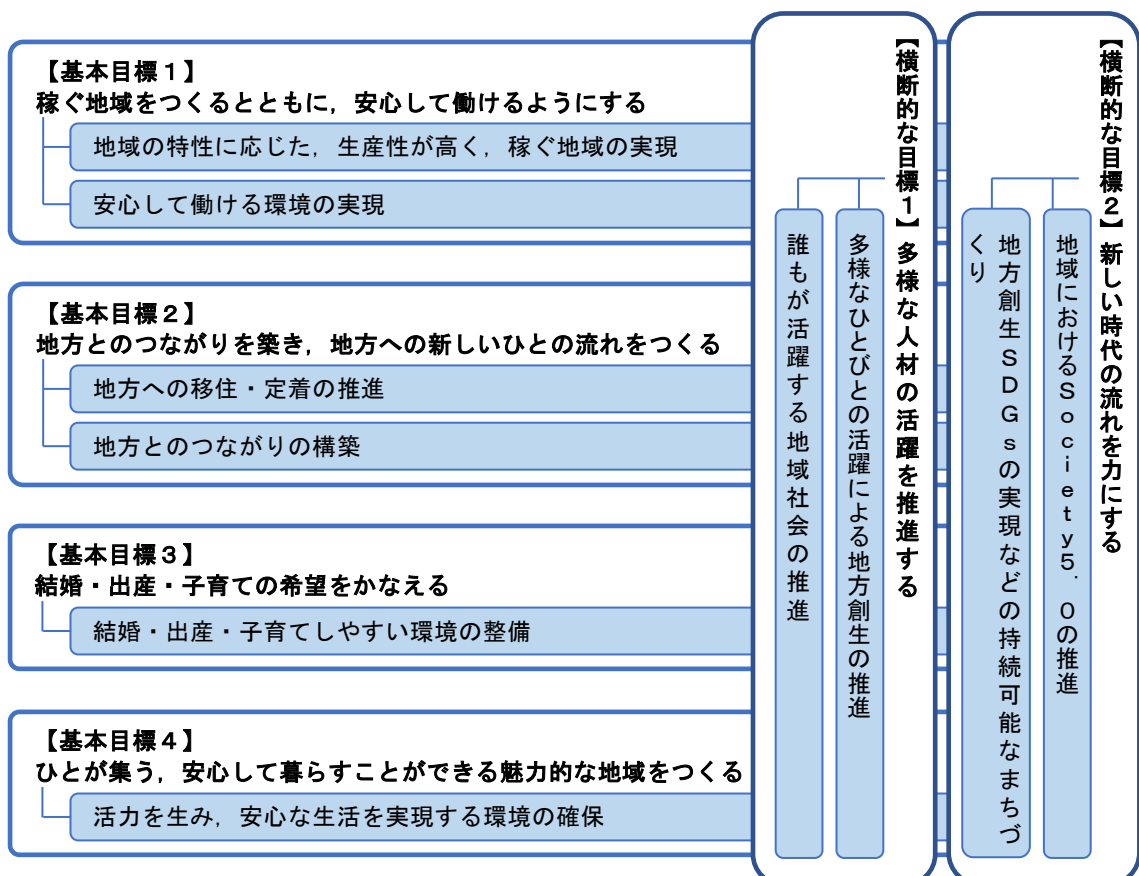 【基本目標１】
稼ぐ地域をつくるとともに，安心して働けるようにする
地域の特性に応じた，生産性が高く，稼ぐ地域の実現
安心して働ける環境の実現
【基本目標２】
地方とのつながりを築き，地方への新しいひとの流れをつくる
地方への移住・定着の推進
地方とのつながりの構築
【基本目標３】
結婚・出産・子育ての希望をかなえる
結婚・出産・子育てしやすい環境の整備
【基本目標４】
ひとが集う，安心して暮らすことができる魅力的な地域をつくる
活力を生み，安心な生活を実現する環境の確保
【横断的な目標１】多様な人材の活躍を推進する
多様なひとびとの活躍による地方創生の推進
誰もが活躍する地域社会の推進
【横断的な目標２】新しい時代の流れを力にする
地域におけるＳｏｃｉｅｔｙ５．０の推進
地方創生ＳＤＧｓの実現などの持続可能なまちづ
くり